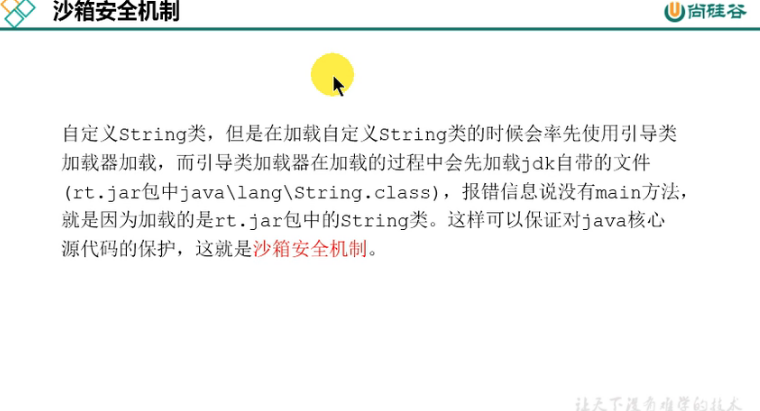 沙箱安全机制
尚硅谷
自定义String类，但是在加载自定义String类的时候会率先使用引导类
加载器加载，而引导类加载器在加载的过程中会先加载jdk自带的文件
(rt.jar包中java\lang\String.class)，报错信息说没有main方法，
就是因为加载的是rt.jar包中的String类。这样可以保证对java核心
源代码的保护，这就是沙箱安全机制。
让天下没有难学的技术